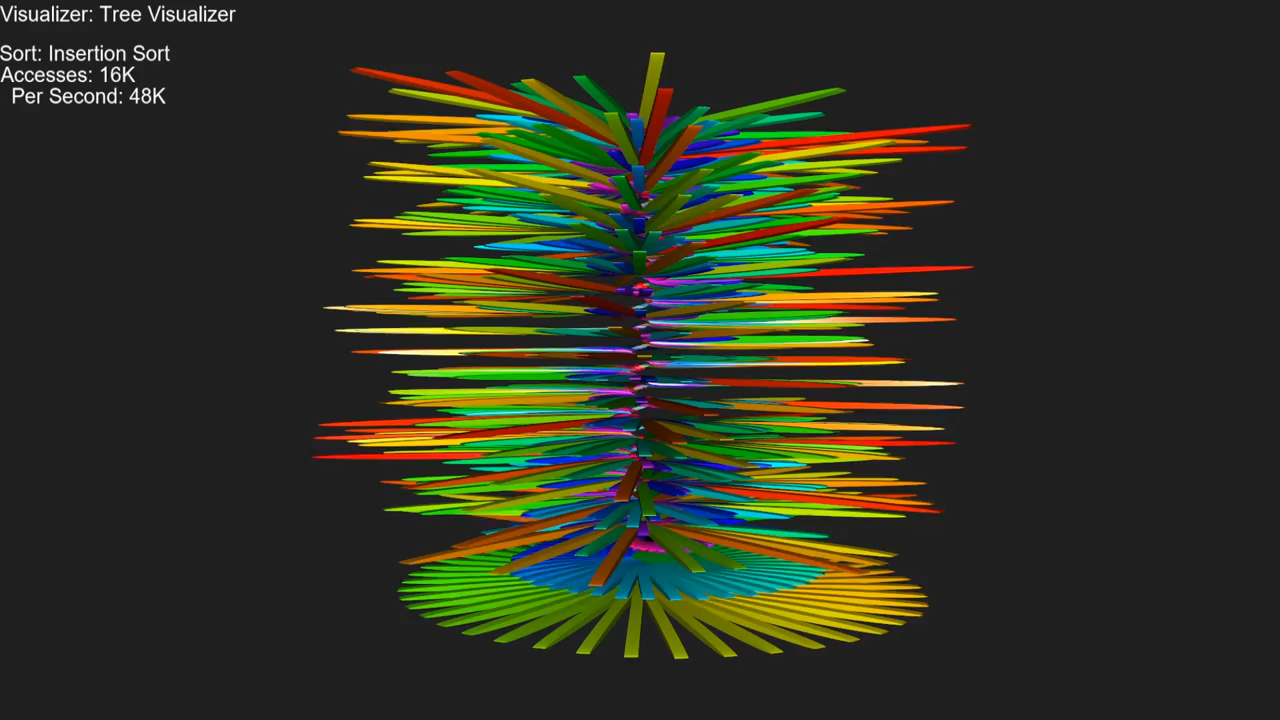 Visualizer: Tree Visualizer
Sort: Insertion Sort
Accesses: 16K
Per Second: 48K